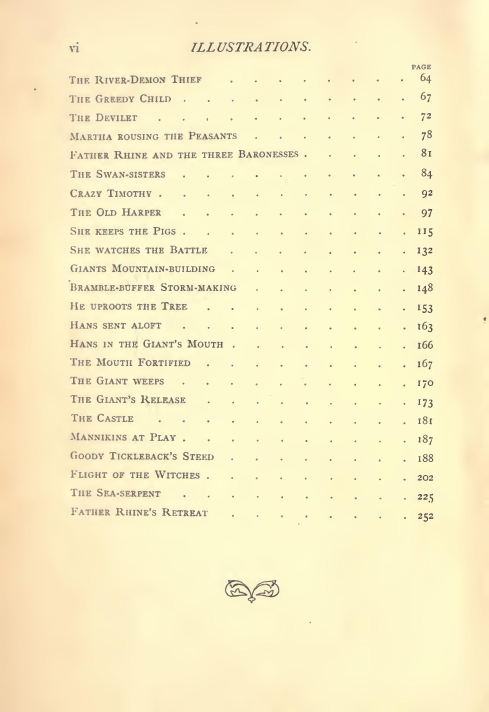 vi ILLUSTRATIONS.
PAGE
THE RIVER-DEMON THIEF . . . . . . . . 64
THE GREEDY CHILD . . . . . . . . . . 67
THE DEVILET . . . . . . . . . . . 72
MARTHA ROUSING THE PEASANTS . . . . . . . 78
FATHER RHINE AND THE THREE BARONESSES . . . . . 81
THE SWAN-SISTERS . . . . . . . . . . 84
CRAZY TIMOTHY . . . . . . . . . . . 92
THE OLD HARPER . . . . . . . . . . 97
SHE KEEPS THE PIGS . . . . . . . . . . 115
SHE WATCHES THE BATTLE . . . . . . . . 132
GIANTS MOUNTAIN-BUILDING . . . . . . . . 143
BRAMBLE-BUFFER STORM-MAKING . . . . . . . 148
HE UPROOTS THE TREE . . . . . . . . . 153
HANS SENT ALOFT . . . . . . . . . . 163
HANS IN THE GIANT'S MOUTH . . . . . . . . 166
THE MOUTH FORTIFIED . . . . . . . . . 167
THE GIANT WEEPS . . . . . . . . . . 170
THE GIANT'S RELEASE . . . . . . . . . 173
THE CASTLE . . . . . . . . . . . 181
MANNIKINS AT PLAY . . . . . . . . . . 187
GOODY TICKLEBACK'S STEED . . . . . . . . 188
FLIGHT OF THE WITCHES . . . . . . . . . 202
THE SEA-SERPENT . . . . . . . . . . 225
FATHER RHINE'S RETREAT . . . . . . . . 252